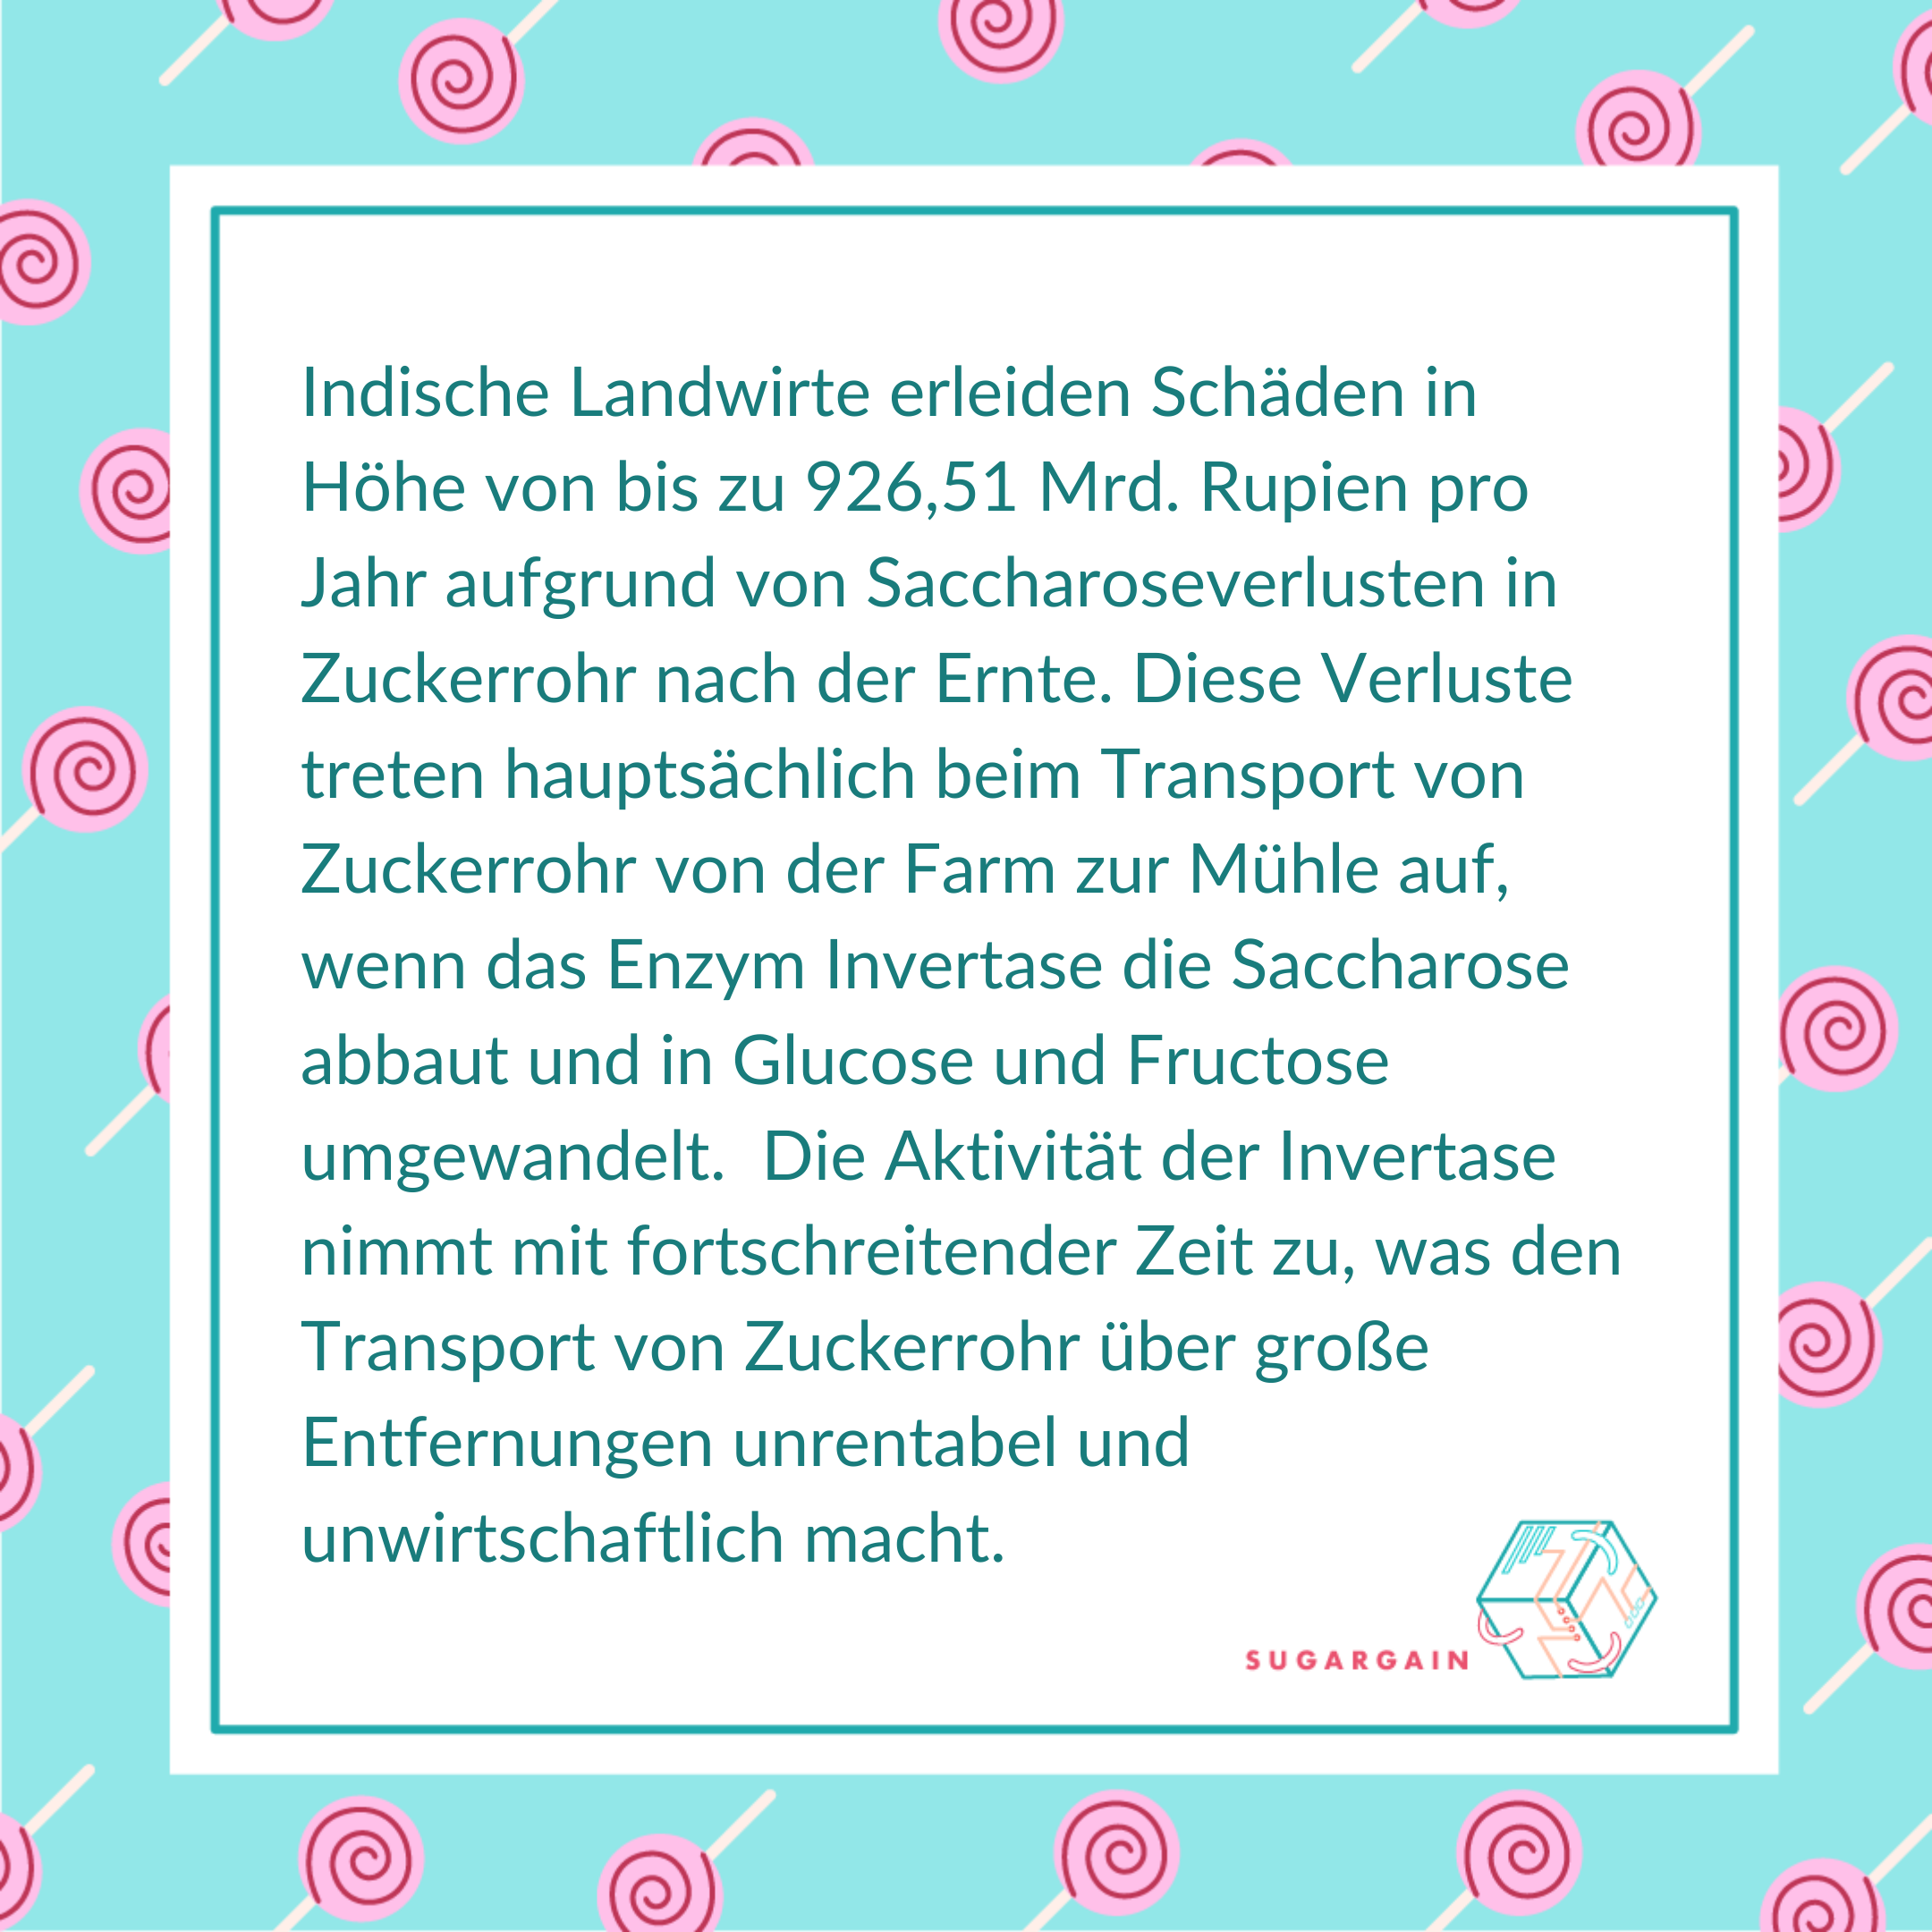 Indische Landwirte erleiden Schäden in
Höhe von bis zu 926,51 Mrd. Rupien pro
Jahr aufgrund von Saccharoseverlusten in
Zuckerrohr nach der Ernte. Diese Verluste
treten hauptsächlich beim Transport von
Zuckerrohr von der Farm zur Mühle auf,
wenn das Enzym Invertase die Saccharose
abbaut und in Glucose und Fructose
umgewandelt.  Die Aktivität der Invertase
nimmt mit fortschreitender Zeit zu, was den
Transport von Zuckerrohr über große
Entfernungen unrentabel und
unwirtschaftlich macht.
SUGARGAIN